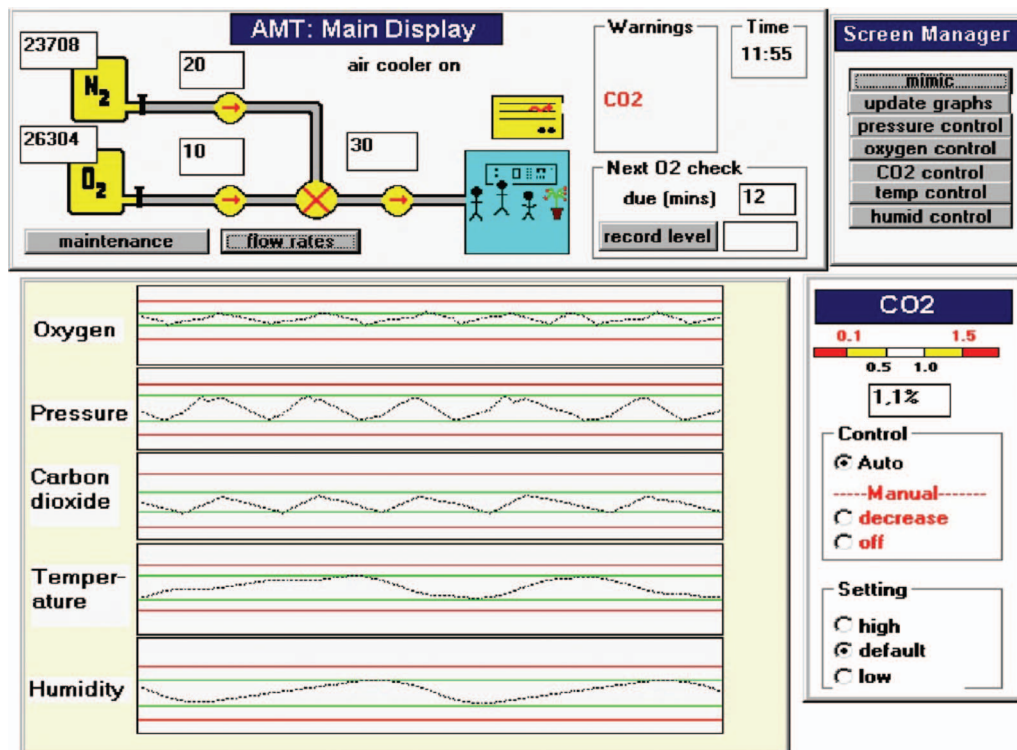 AMT: Main Display
23708
N2
20
air cooler on
26304
O2
10
30
maintenance
flow rates
Warnings
CO2
Time
11:55
Next O2 check
due (mins)
12
record level
Screen Manager
mimic
update graphs
pressure control
oxygen control
CO2 control
temp control
humid control
Oxygen
Pressure
Carbon
dioxide
Temper-
ature
Humidity
CO2
0.1 1.5
0.5 1.0
1,1%
Control
Auto
-----Manual-------
decrease
off
Setting
high
default
low